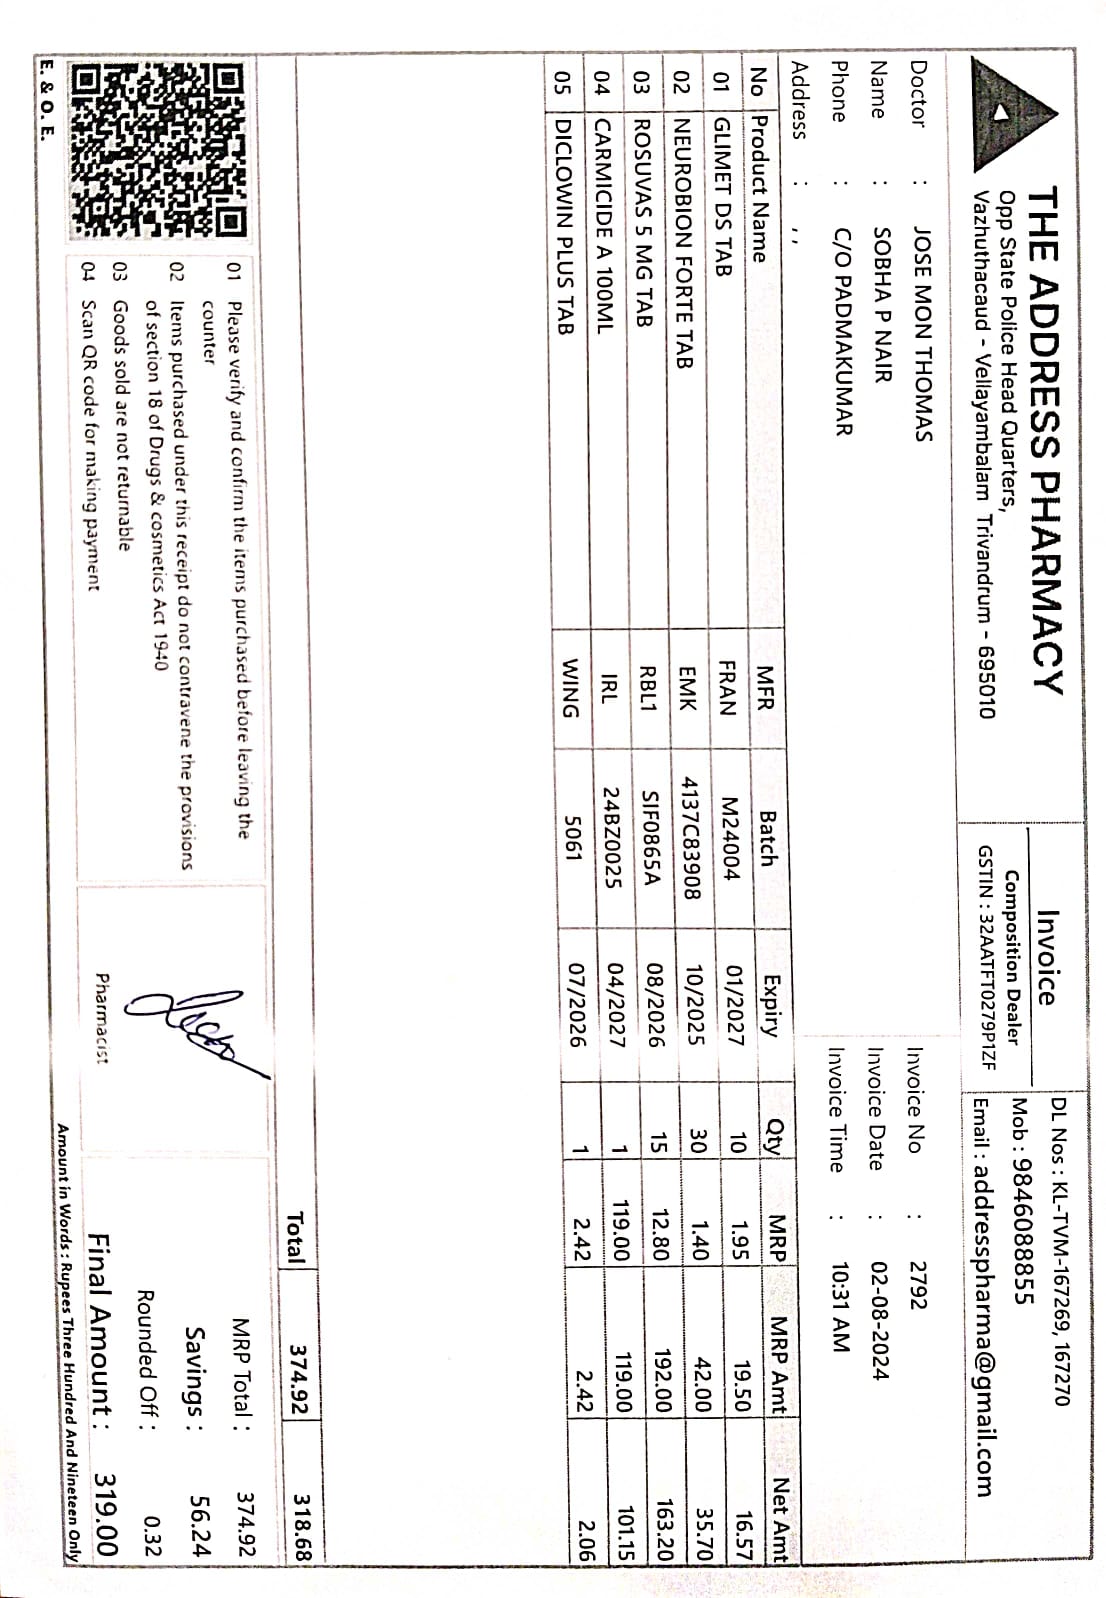 THE ADDRESS PHARMACY
Opp State Police Head Quarters,
Vazhuthacaud - Vellayambalam Trivandrum - 695010
Invoice
Composition Dealer
GSTIN : 32AATFT0279P1ZF
DL Nos : KL-TVM-167269, 167270
Mob : 9846088855
Email : addresspharma@gmail.com
Doctor : JOSE MON THOMAS
Name : SOBHA P NAIR
Phone : C/O PADMAKUMAR
Address : , ,
Invoice No : 2792
Invoice Date : 02-08-2024
Invoice Time : 10:31 AM
No Product Name MFR Batch Expiry Qty MRP MRP Amt Net Amt
01 GLIMET DS TAB FRAN M24004 01/2027 10 1.95 19.50 16.57
02 NEUROBION FORTE TAB EMK 4137C83908 10/2025 30 1.40 42.00 35.70
03 ROSUVAS 5 MG TAB RBL1 SIF0865A 08/2026 15 12.80 192.00 163.20
04 CARMICIDE A 100ML IRL 24BZ0025 04/2027 1 119.00 119.00 101.15
05 DICLOWIN PLUS TAB WING 5061 07/2026 1 2.42 2.42 2.06
Total 374.92 318.68
01 Please verify and confirm the items purchased before leaving the
counter
02 Items purchased under this receipt do not contravene the provisions
of section 18 of Drugs & cosmetics Act 1940
03 Goods sold are not returnable
04 Scan QR code for making payment
E. & O. E.
Pharmacist
MRP Total : 374.92
Savings : 56.24
Rounded Off : 0.32
Final Amount : 319.00
Amount in Words : Rupees Three Hundred And Nineteen Only